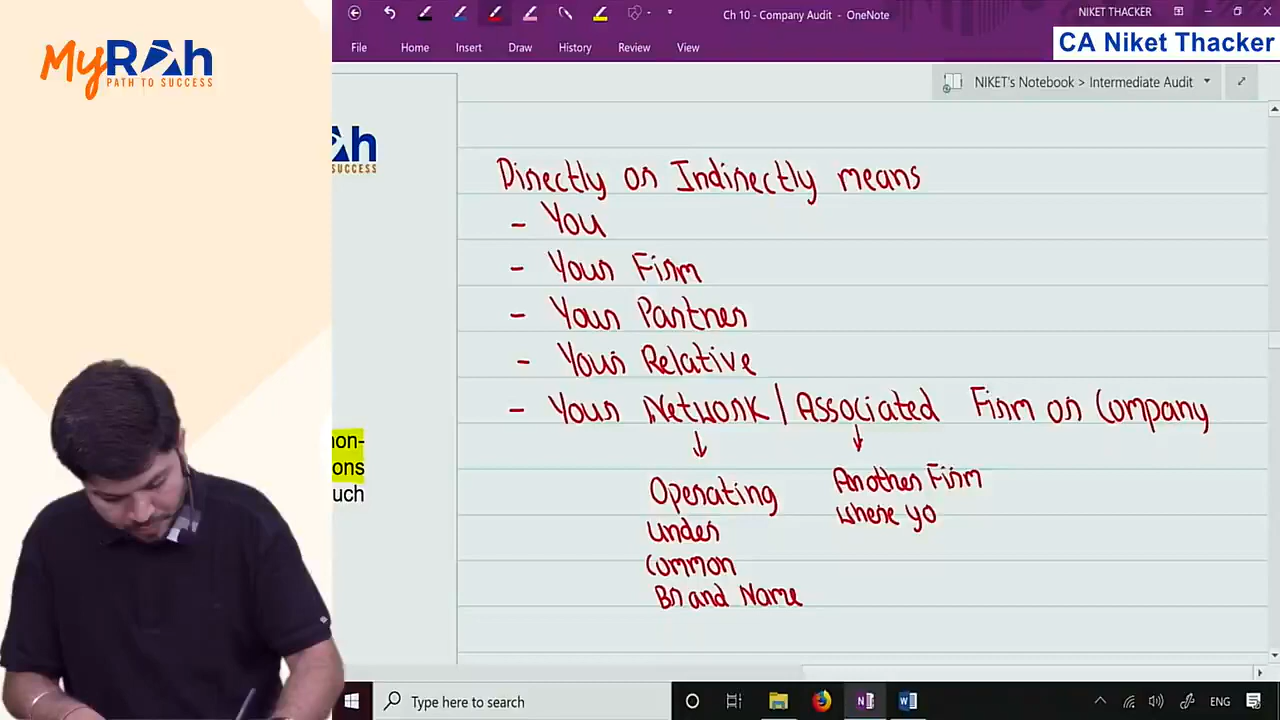 MyRAh
PATH TO SUCCESS
Ch 10 - Company Audit - OneNote
NIKET THACKER
CA Niket Thacker
File Home Insert Draw History Review View
NIKET's Notebook > Intermediate Audit
ah
SUCCESS
Directly or Indirectly means
- You
- Your Firm
- Your Partner
- Your Relative
- Your Network / Associated Firm or Company
Operating
under
Common
Brand Name
Another Firm
where yo
non-
ions
uch
Type here to search
ENG